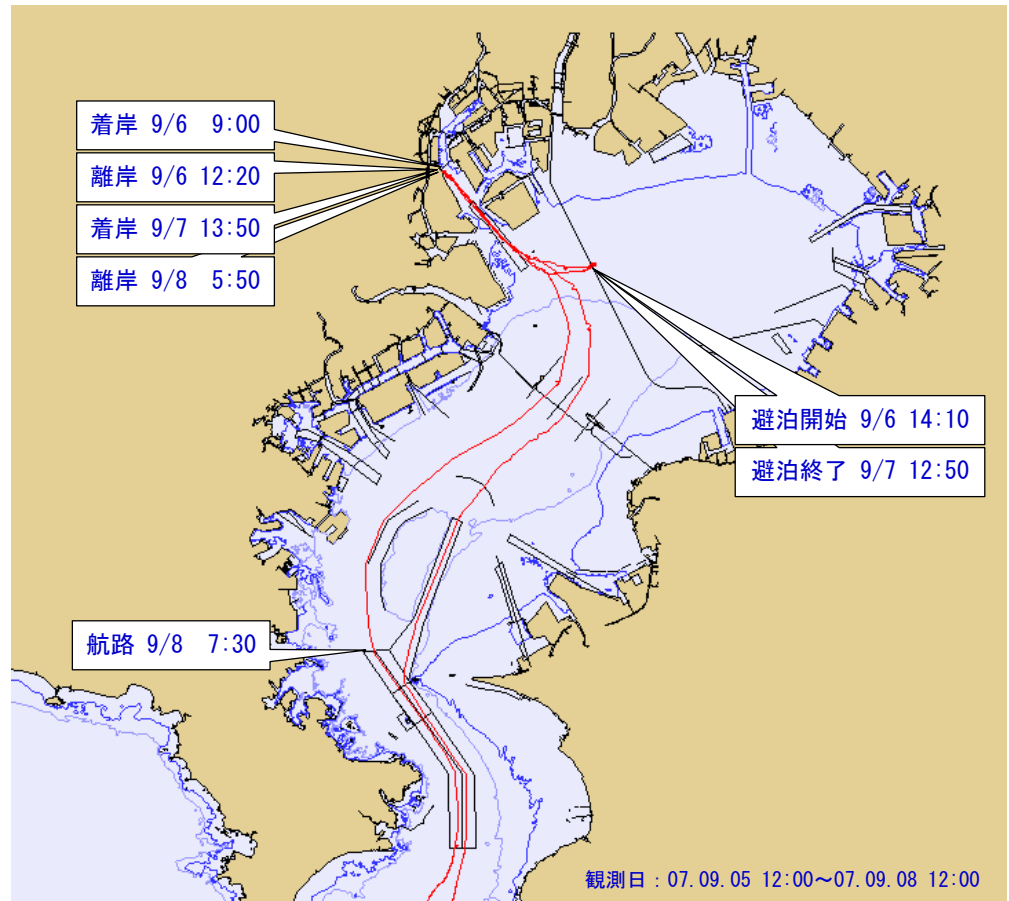 着岸 9/6 9:00
離岸 9/6 12:20
着岸 9/7 13:50
離岸 9/8 5:50
避泊開始 9/6 14:10
避泊終了 9/7 12:50
航路 9/8 7:30
観測日：07.09.05 12:00～07.09.08 12:00